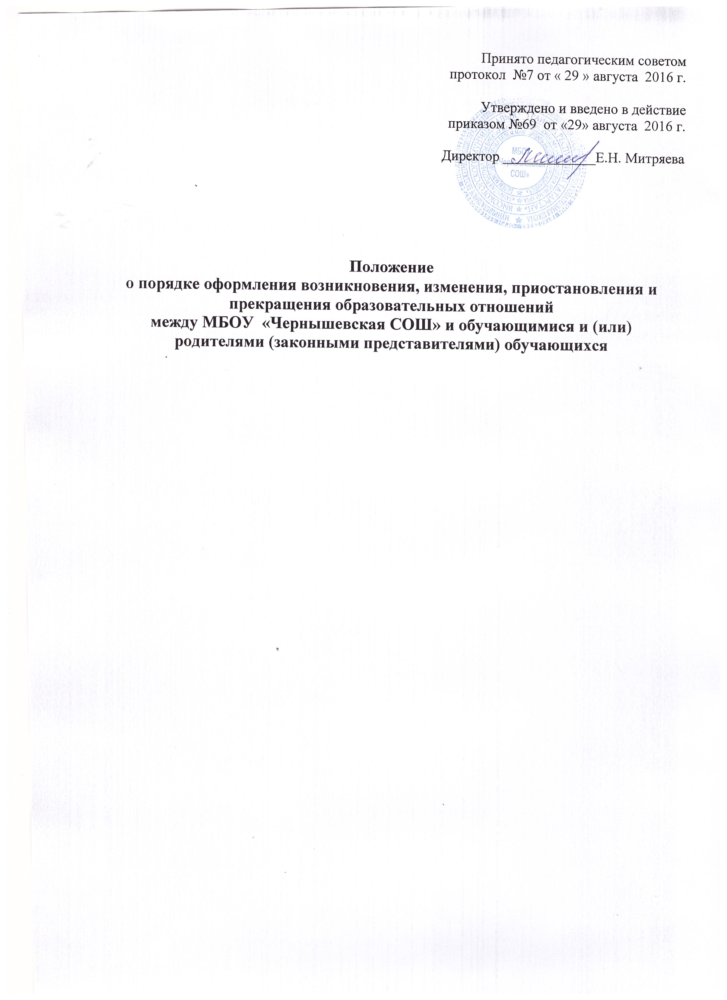 Принято педагогическим советом
протокол  №7 от « 29 » августа  2016 г.
Утверждено и введено в действие
приказом №69  от «29» августа  2016 г.
Директор _____________Е.Н. Митряева
МБОУ
«Чернышевская
СОШ»
Положение
о порядке оформления возникновения, изменения, приостановления и
прекращения образовательных отношений
между МБОУ  «Чернышевская СОШ» и обучающимися и (или)
родителями (законными представителями) обучающихся